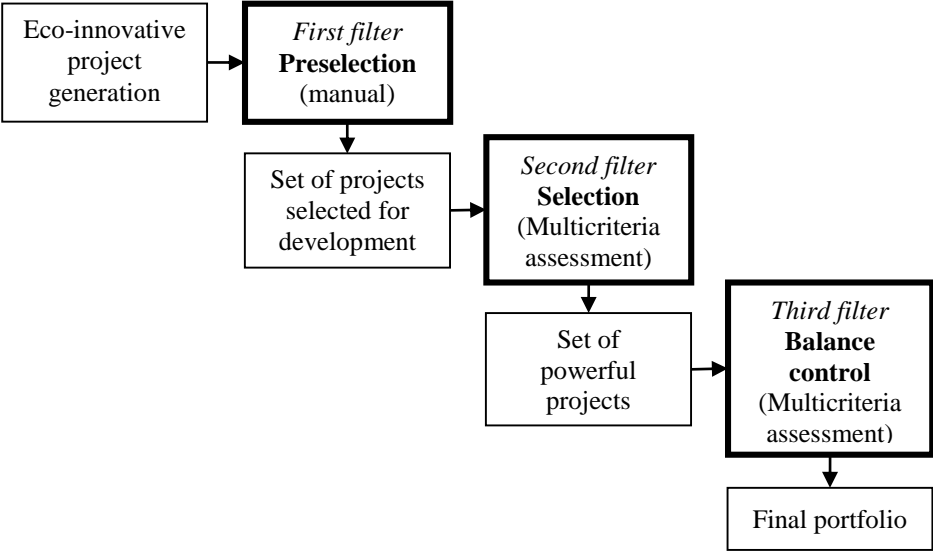 Eco-innovative
project
generation
First filter
Preselection
(manual)
Set of projects
selected for
development
Second filter
Selection
(Multicriteria
assessment)
Set of
powerful
projects
Third filter
Balance
control
(Multicriteria
assessment)
Final portfolio